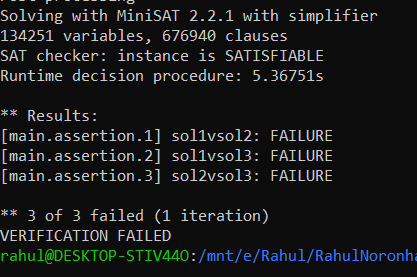 Solving with MiniSAT 2.2.1 with simplifier
134251 variables, 676940 clauses
SAT checker: instance is SATISFIABLE
Runtime decision procedure: 5.36751s

** Results:
[main.assertion.1] sol1vsol2: FAILURE
[main.assertion.2] sol1vsol3: FAILURE
[main.assertion.3] sol2vsol3: FAILURE

** 3 of 3 failed (1 iteration)
VERIFICATION FAILED
rahul@DESKTOP-STIV44O:/mnt/e/Rahul/RahulNoronha